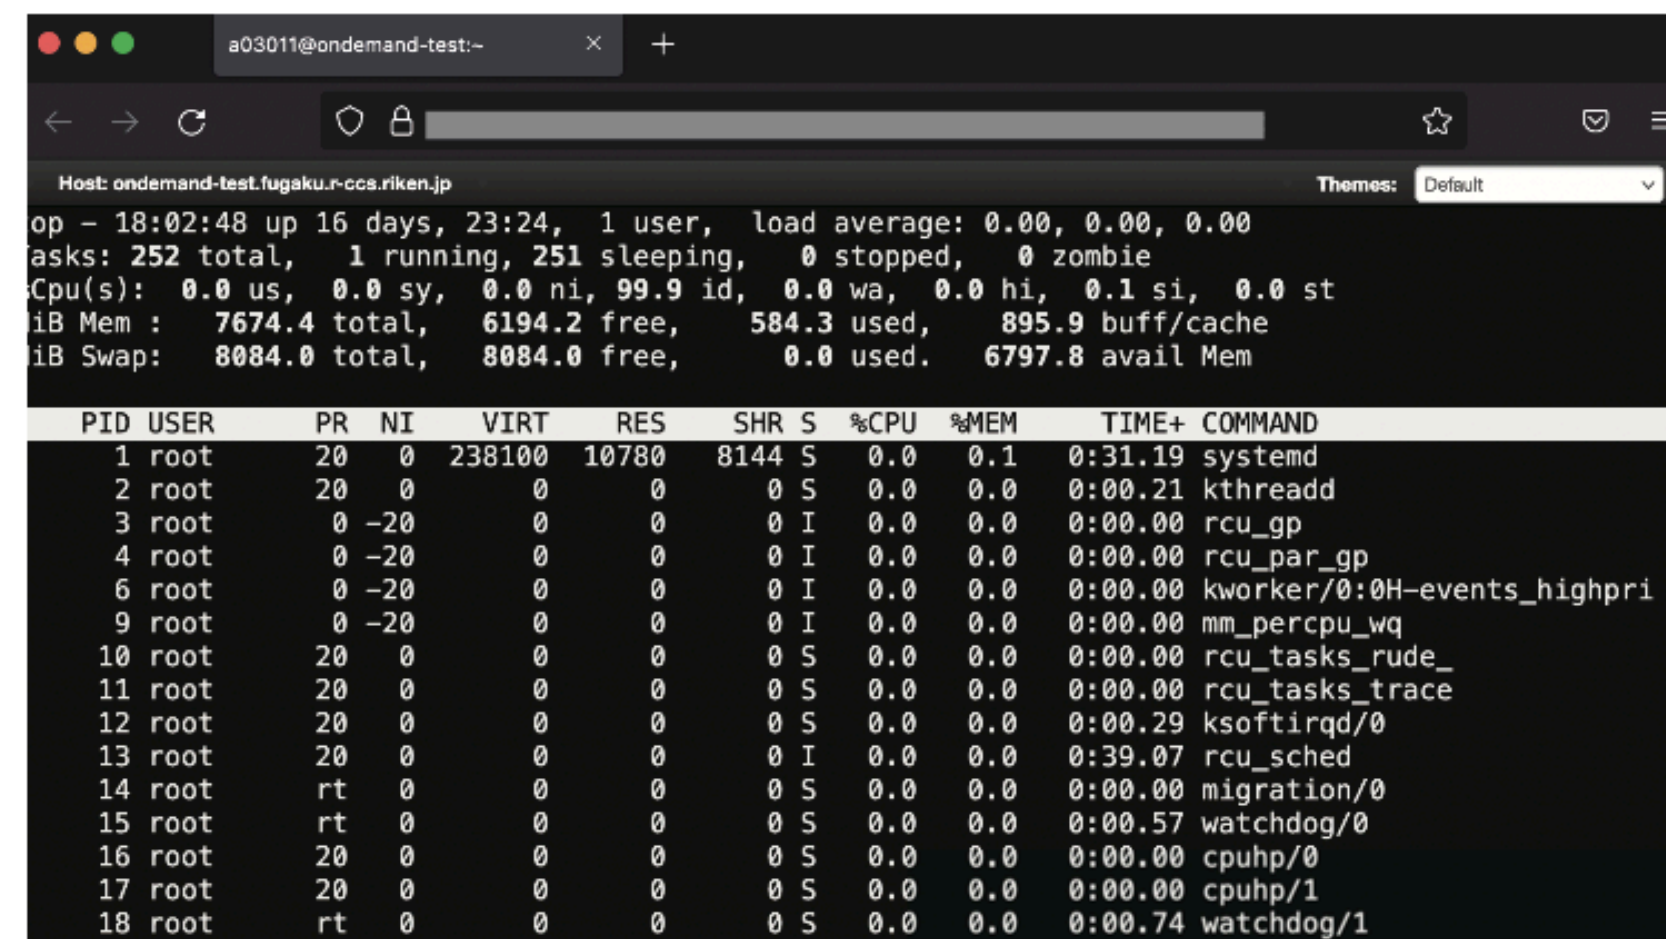 a03011@ondemand-test:~
Host: ondemand-test.fugaku.r-ccs.riken.jp Themes: Default
op - 18:02:48 up 16 days, 23:24, 1 user, load average: 0.00, 0.00, 0.00
asks: 252 total, 1 running, 251 sleeping, 0 stopped, 0 zombie
Cpu(s): 0.0 us, 0.0 sy, 0.0 ni, 99.9 id, 0.0 wa, 0.0 hi, 0.1 si, 0.0 st
iB Mem : 7674.4 total, 6194.2 free, 584.3 used, 895.9 buff/cache
iB Swap: 8084.0 total, 8084.0 free, 0.0 used. 6797.8 avail Mem
PID USER PR NI VIRT RES SHR S %CPU %MEM TIME+ COMMAND
1 root 20 0 238100 10780 8144 S 0.0 0.1 0:31.19 systemd
2 root 20 0 0 0 0 S 0.0 0.0 0:00.21 kthreadd
3 root 0 -20 0 0 0 I 0.0 0.0 0:00.00 rcu_gp
4 root 0 -20 0 0 0 I 0.0 0.0 0:00.00 rcu_par_gp
6 root 0 -20 0 0 0 I 0.0 0.0 0:00.00 kworker/0:0H-events_highpri
9 root 0 -20 0 0 0 I 0.0 0.0 0:00.00 mm_percpu_wq
10 root 20 0 0 0 0 S 0.0 0.0 0:00.00 rcu_tasks_rude_
11 root 20 0 0 0 0 S 0.0 0.0 0:00.00 rcu_tasks_trace
12 root 20 0 0 0 0 S 0.0 0.0 0:00.29 ksoftirqd/0
13 root 20 0 0 0 0 I 0.0 0.0 0:39.07 rcu_sched
14 root rt 0 0 0 0 S 0.0 0.0 0:00.00 migration/0
15 root rt 0 0 0 0 S 0.0 0.0 0:00.57 watchdog/0
16 root 20 0 0 0 0 S 0.0 0.0 0:00.00 cpuhp/0
17 root 20 0 0 0 0 S 0.0 0.0 0:00.00 cpuhp/1
18 root rt 0 0 0 0 S 0.0 0.0 0:00.74 watchdog/1